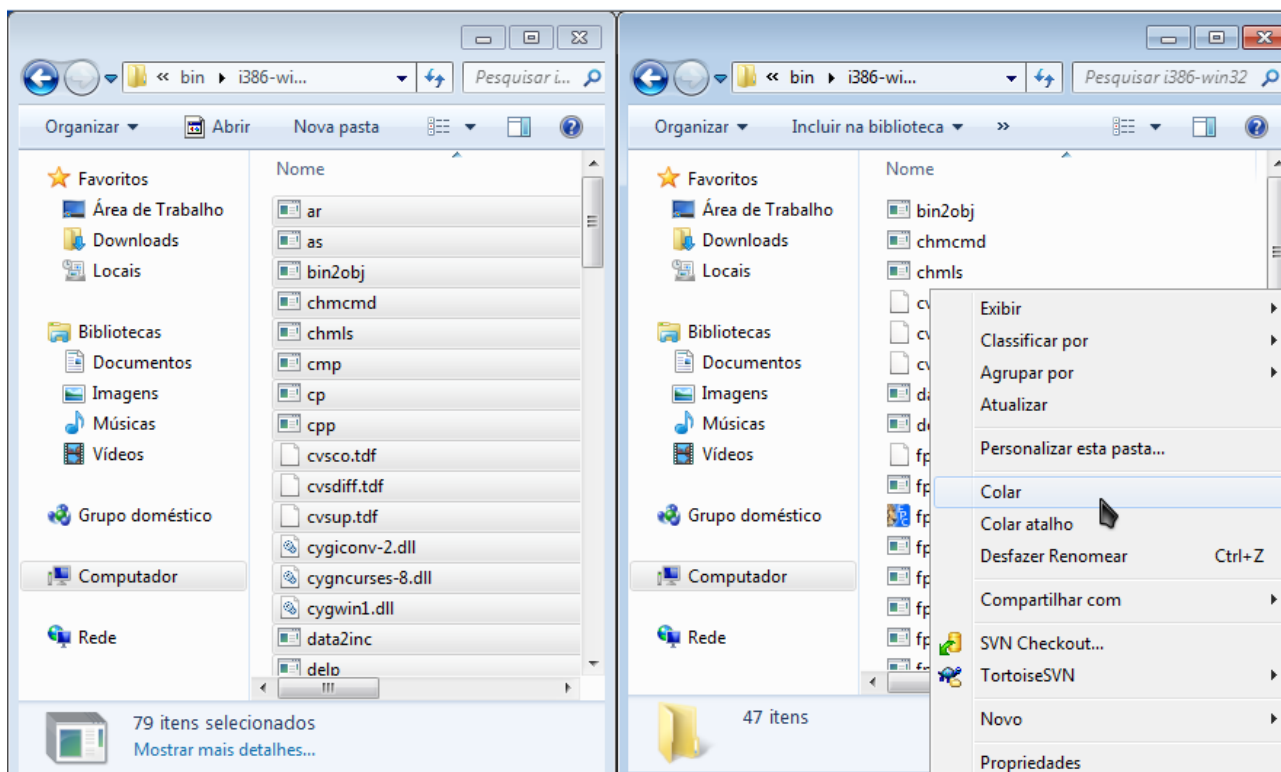 « bin ▸ i386-wi...
Pesquisar i...
Organizar
Abrir
Nova pasta
Favoritos
Área de Trabalho
Downloads
Locais
Bibliotecas
Documentos
Imagens
Músicas
Vídeos
Grupo doméstico
Computador
Rede
Nome
ar
as
bin2obj
chmcmd
chmls
cmp
cp
cpp
cvsco.tdf
cvsdiff.tdf
cvsup.tdf
cygiconv-2.dll
cygncurses-8.dll
cygwin1.dll
data2inc
delp
79 itens selecionados
Mostrar mais detalhes...
« bin ▸ i386-wi...
Pesquisar i386-win32
Organizar
Incluir na biblioteca
»
Favoritos
Área de Trabalho
Downloads
Locais
Bibliotecas
Documentos
Imagens
Músicas
Vídeos
Grupo doméstico
Computador
Rede
Nome
bin2obj
chmcmd
chmls
Exibir
Classificar por
Agrupar por
Atualizar
Personalizar esta pasta...
Colar
Colar atalho
Desfazer Renomear Ctrl+Z
Compartilhar com
SVN Checkout...
TortoiseSVN
Novo
Propriedades
47 itens